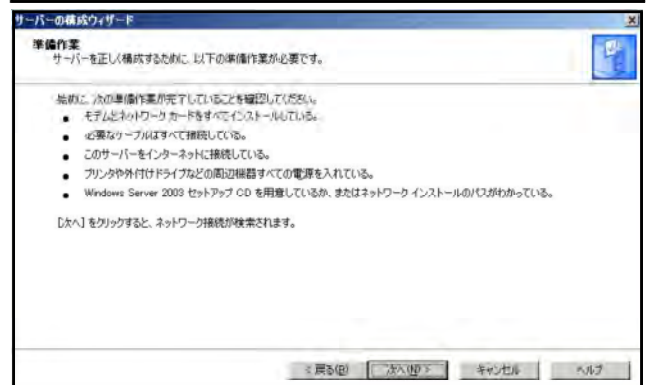 サーバーの構成ウィザード
準備作業
サーバーを正しく構成するために、以下の準備作業が必要です。
始めに、次の準備作業が完了していることを確認してください。
• モデムとネットワーク カードをすべてインストールしている。
• 必要なケーブルはすべて接続している。
• このサーバーをインターネットに接続している。
• プリンタや外付けドライブなどの周辺機器すべての電源を入れている。
• Windows Server 2003 セットアップ CD を用意しているか、またはネットワーク インストールのパスがわかっている。
[次へ] をクリックすると、ネットワーク接続が検索されます。
< 戻る(B) 次へ(N) > キャンセル ヘルプ